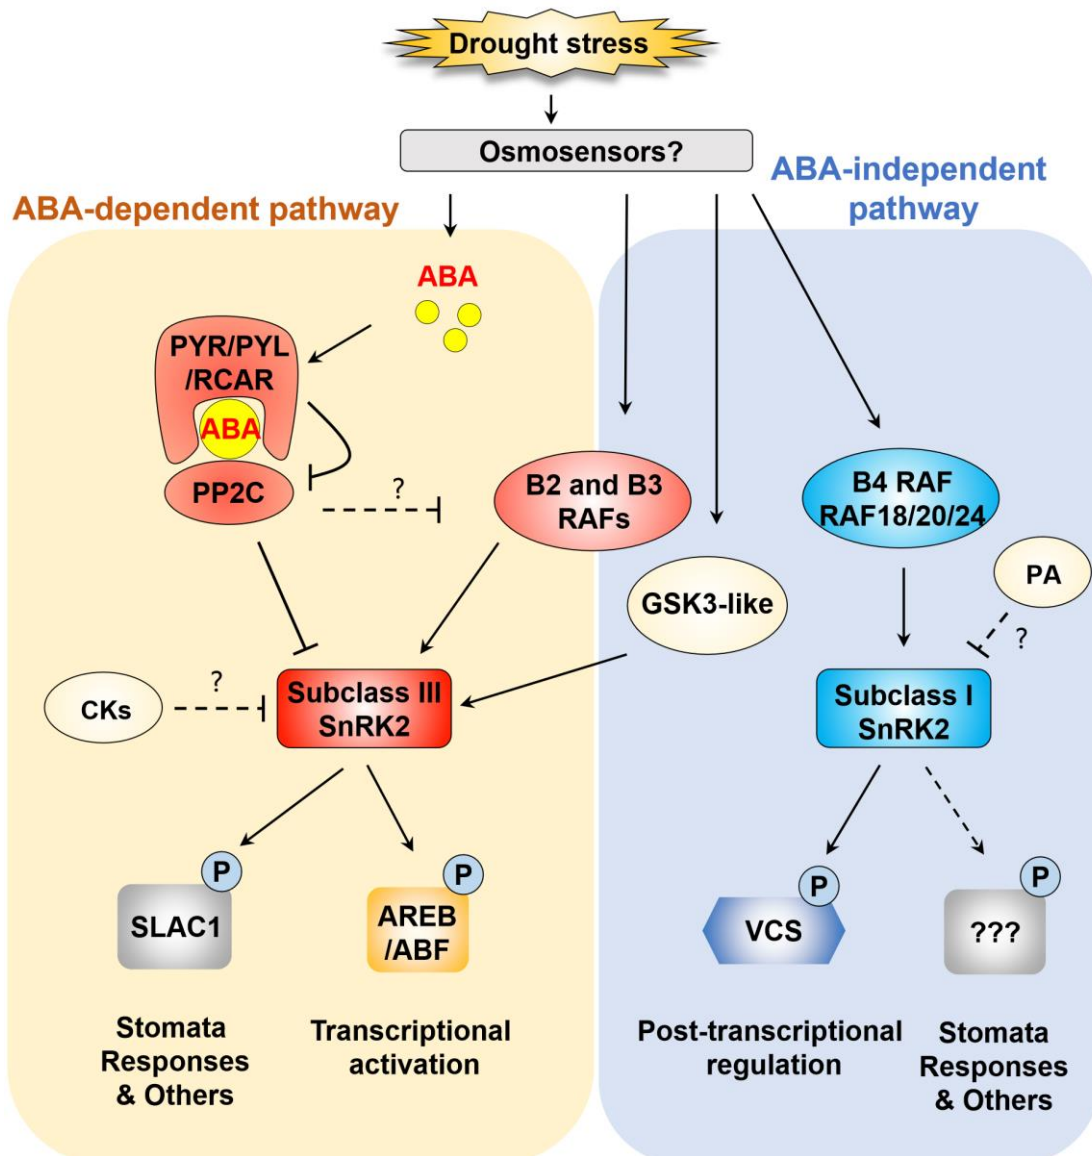 Drought stress
Osmosensors?
ABA-independent
pathway
ABA-dependent pathway
ABA
PYR/PYL
/RCAR
ABA
PP2C
?
B2 and B3
RAFs
B4 RAF
RAF18/20/24
PA
?
GSK3-like
CKs
?
Subclass III
SnRK2
Subclass I
SnRK2
P
SLAC1
P
AREB
/ABF
P
VCS
P
???
Stomata
Responses
& Others
Transcriptional
activation
Post-transcriptional
regulation
Stomata
Responses
& Others